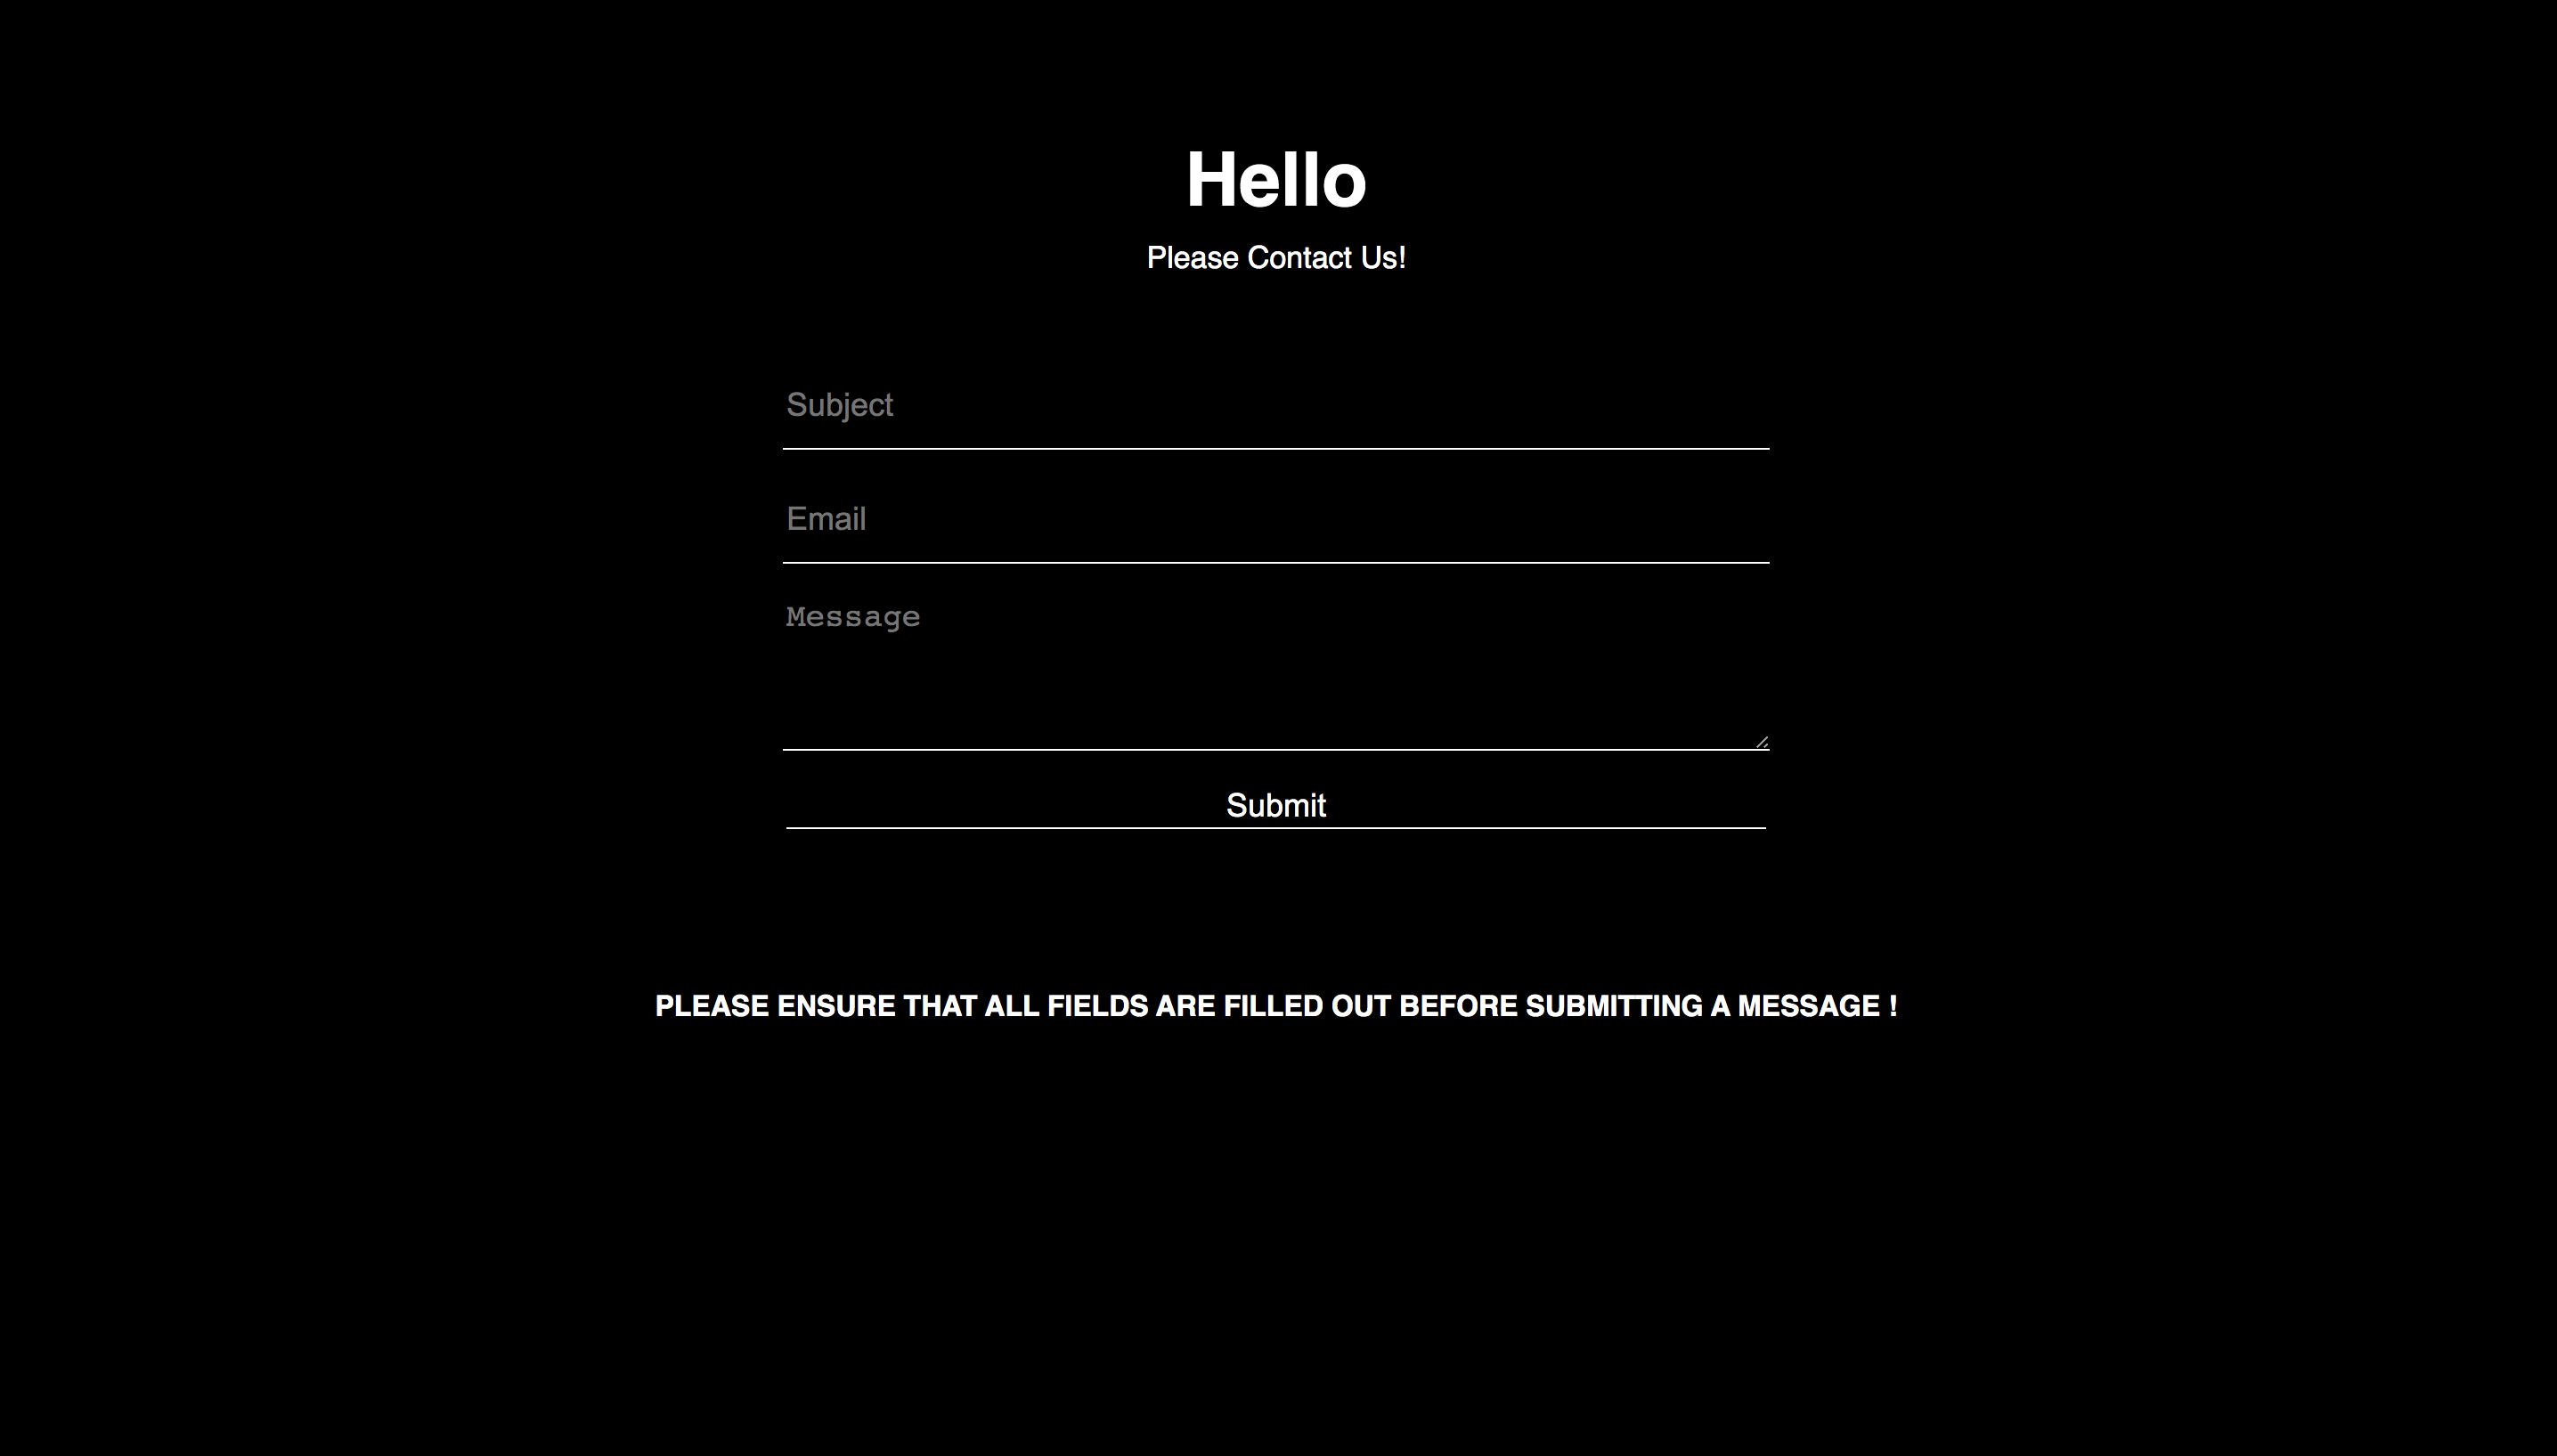 Hello
Please Contact Us!
Subject
Email
Message
Submit
PLEASE ENSURE THAT ALL FIELDS ARE FILLED OUT BEFORE SUBMITTING A MESSAGE !